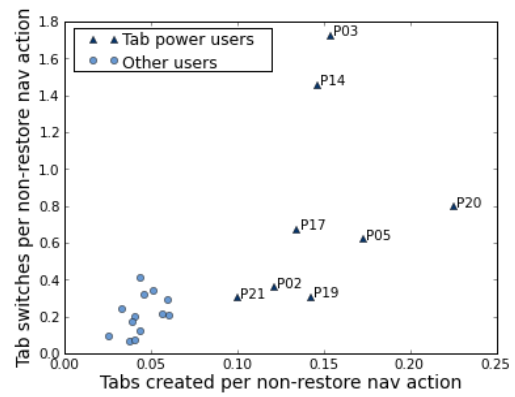 1.8
1.6
1.4
1.2
1.0
0.8
0.6
0.4
0.2
0.0
Tab switches per non-restore nav action
Tab power users
Other users
P03
P14
P20
P17
P05
P02
P21
P19
0.00
0.05
0.10
0.15
0.20
0.25
Tabs created per non-restore nav action